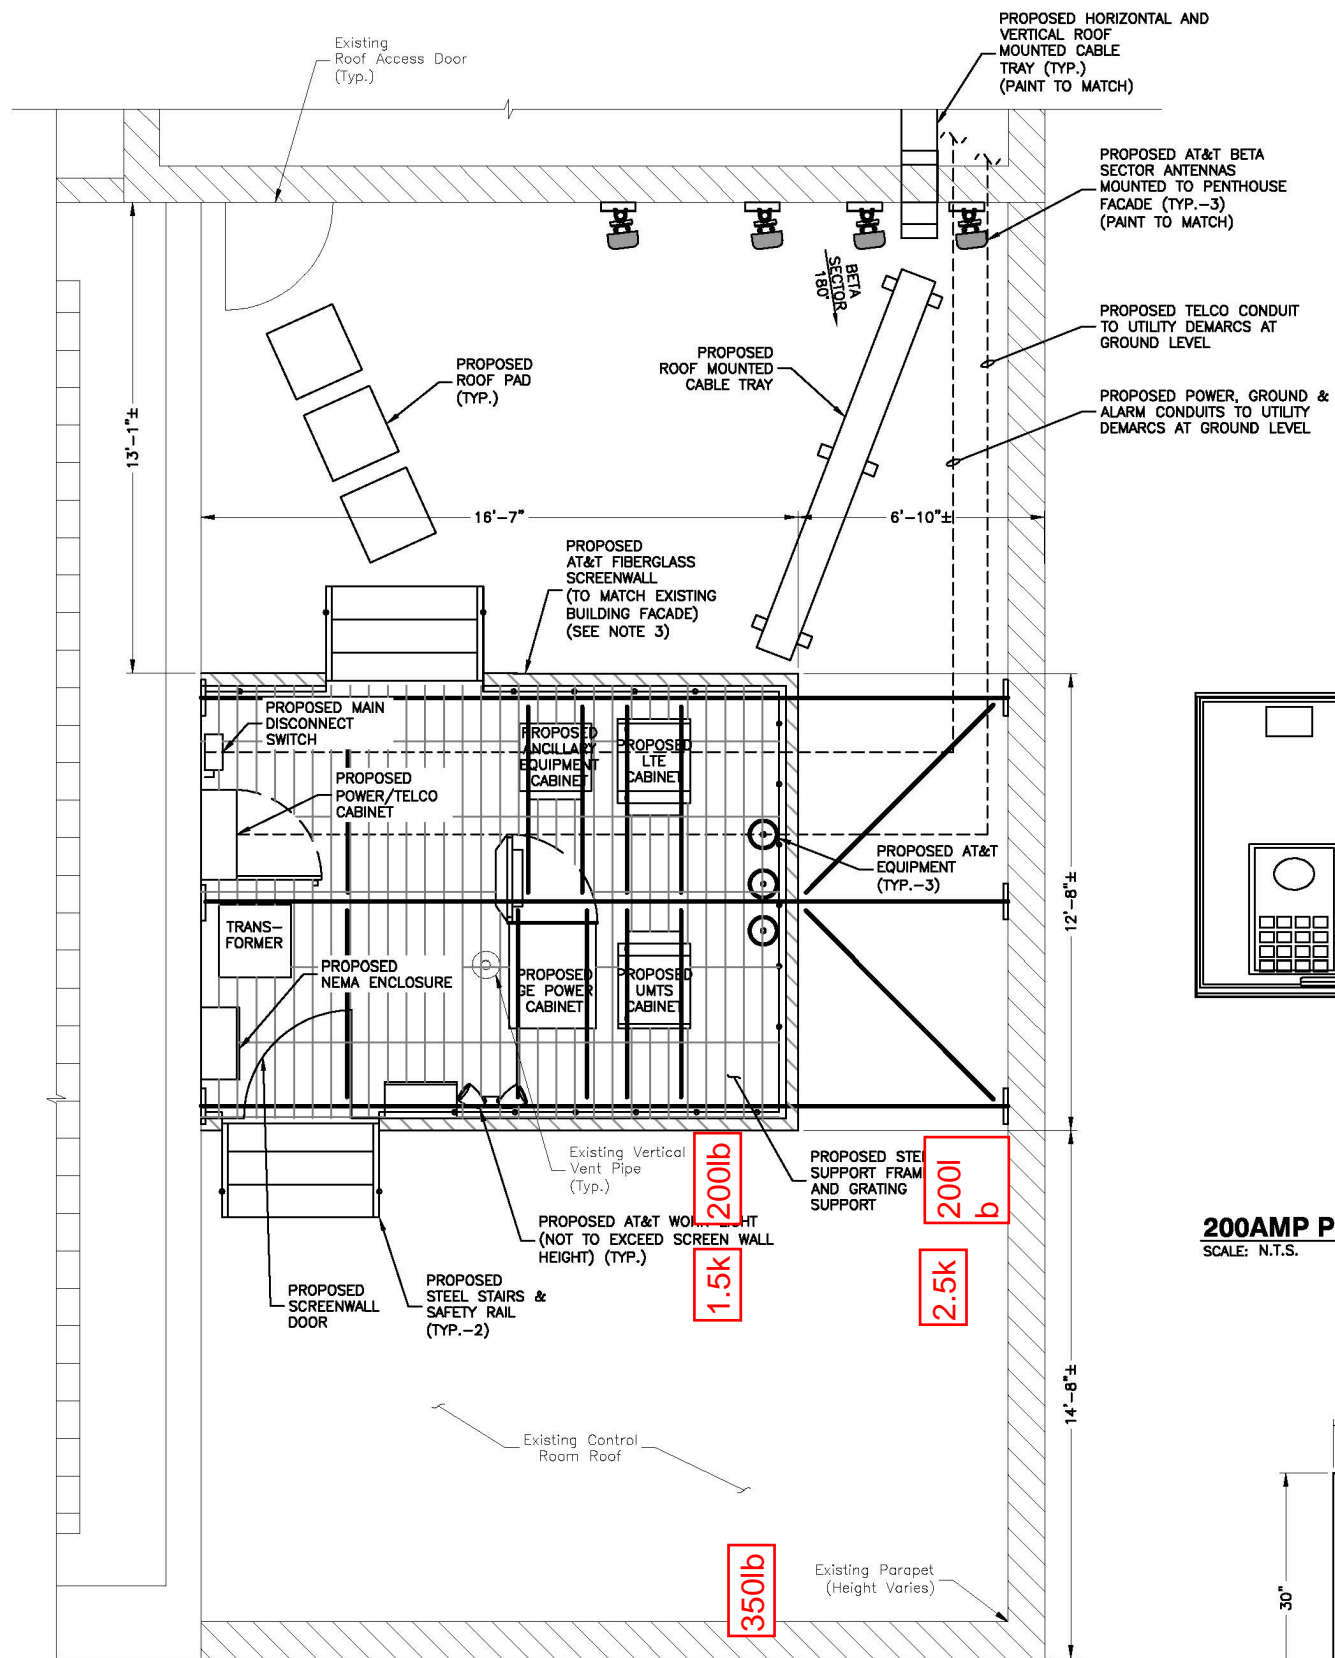 PROPOSED HORIZONTAL AND
VERTICAL ROOF
MOUNTED CABLE
TRAY (TYP.)
(PAINT TO MATCH)
Existing
Roof Access Door
(Typ.)
PROPOSED AT&T BETA
SECTOR ANTENNAS
MOUNTED TO PENTHOUSE
FACADE (TYP.-3)
(PAINT TO MATCH)
BETA
SECTOR
180°
PROPOSED TELCO CONDUIT
TO UTILITY DEMARCS AT
GROUND LEVEL
PROPOSED
ROOF MOUNTED
CABLE TRAY
PROPOSED
ROOF PAD
(TYP.)
PROPOSED POWER, GROUND &
ALARM CONDUITS TO UTILITY
DEMARCS AT GROUND LEVEL
13'-1"±
16'-7"
6'-10"±
PROPOSED
AT&T FIBERGLASS
SCREENWALL
(TO MATCH EXISTING
BUILDING FACADE)
(SEE NOTE 3)
PROPOSED MAIN
DISCONNECT
SWITCH
PROPOSED
ANCILLARY
EQUIPMENT
CABINET
PROPOSED
LTE
CABINET
PROPOSED
POWER/TELCO
CABINET
PROPOSED AT&T
EQUIPMENT
(TYP.-3)
12'-8"±
TRANS-
FORMER
PROPOSED
NEMA ENCLOSURE
PROPOSED
GE POWER
CABINET
PROPOSED
UMTS
CABINET
Existing Vertical
Vent Pipe
(Typ.)
200lb
PROPOSED STE
SUPPORT FRAM
AND GRATING
SUPPORT
200l
b
PROPOSED AT&T WORK LIGHT
(NOT TO EXCEED SCREEN WALL
HEIGHT) (TYP.)
200AMP P
SCALE: N.T.S.
1.5k
2.5k
PROPOSED
SCREENWALL
DOOR
PROPOSED
STEEL STAIRS &
SAFETY RAIL
(TYP.-2)
14'-8"±
Existing Control
Room Roof
350lb
Existing Parapet
(Height Varies)
30"